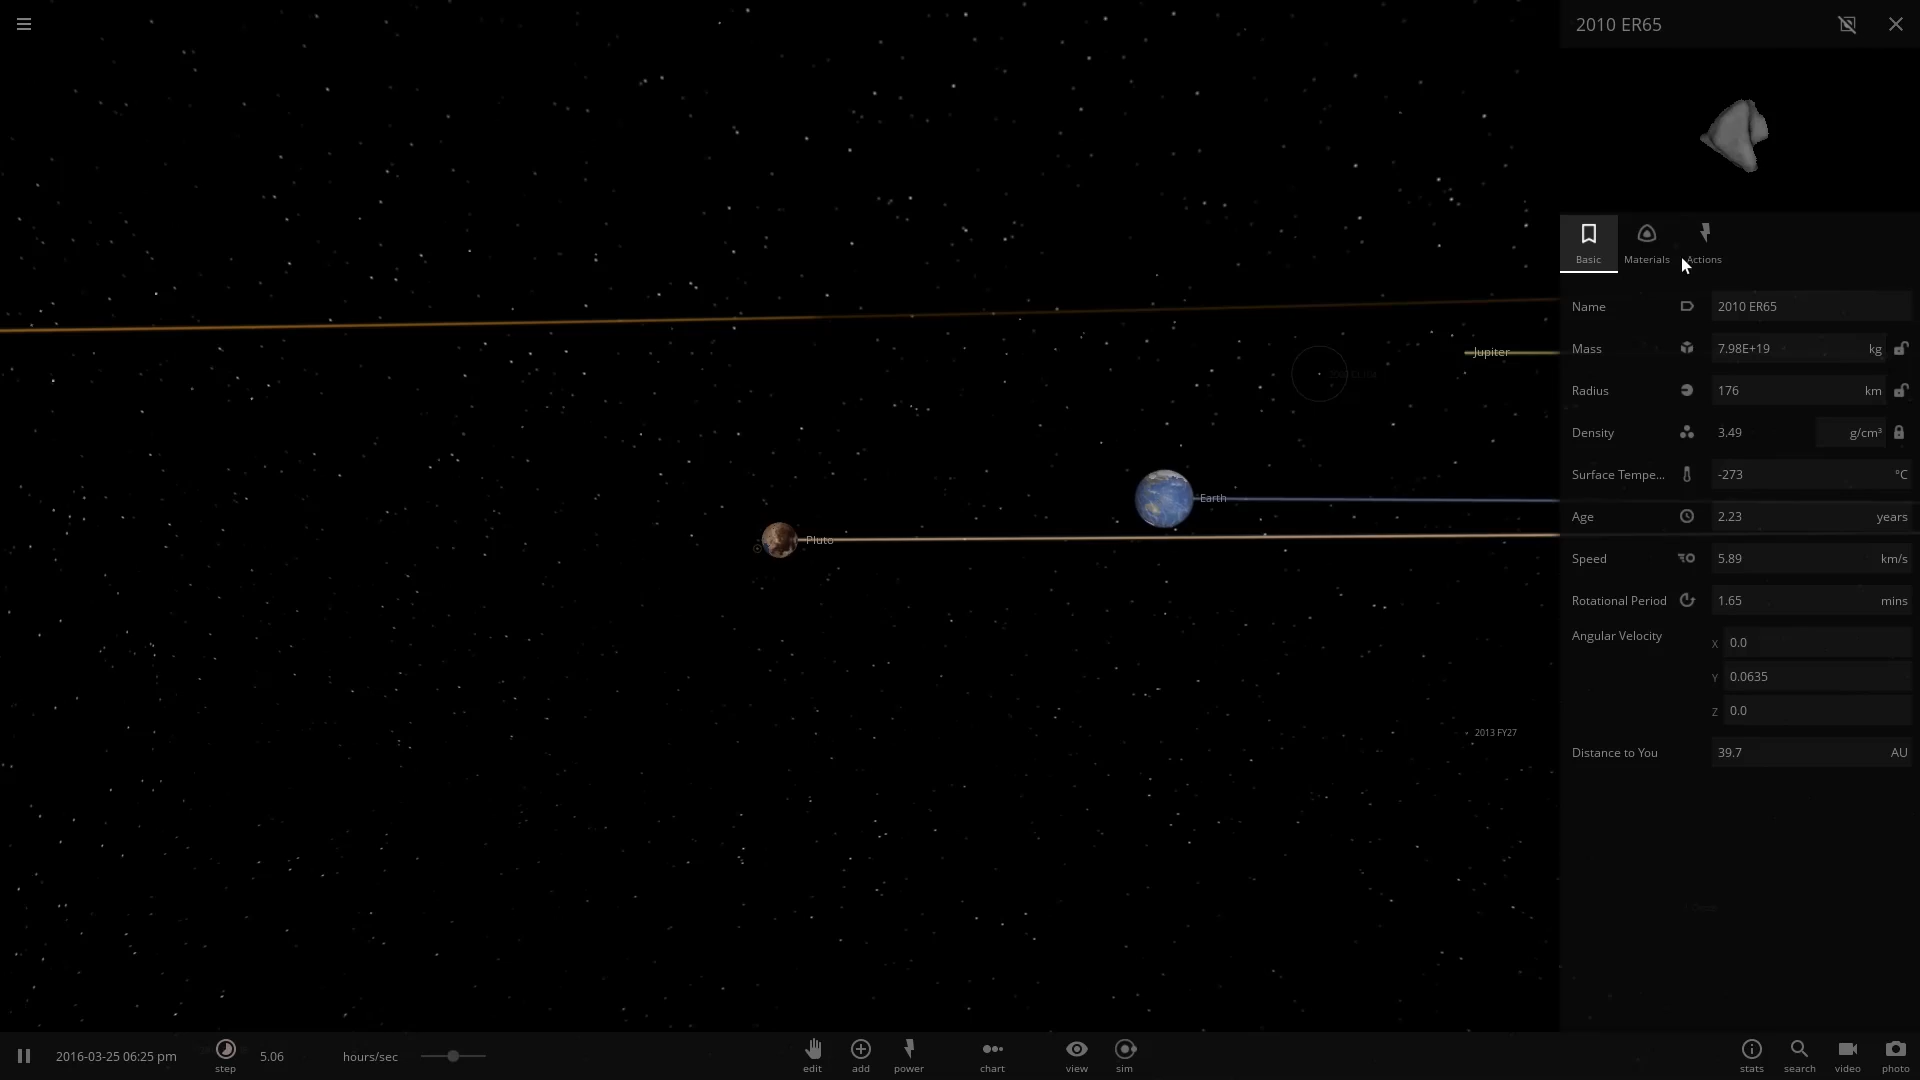 2010 ER65
Basic
Materials
Actions
Name
2010 ER65
Mass
7.98E+19
kg
Jupiter
Radius
176
km
Density
3.49
g/cm³
Surface Tempe...
-273
°C
Earth
Age
2.23
years
Pluto
Speed
5.89
km/s
Rotational Period
1.65
mins
Angular Velocity
X
0.0
Y
0.0635
Z
0.0
2013 FY27
Distance to You
39.7
AU
2016-03-25 06:25 pm
step
5.06
hours/sec
edit
add
power
chart
view
sim
stats
search
video
photo